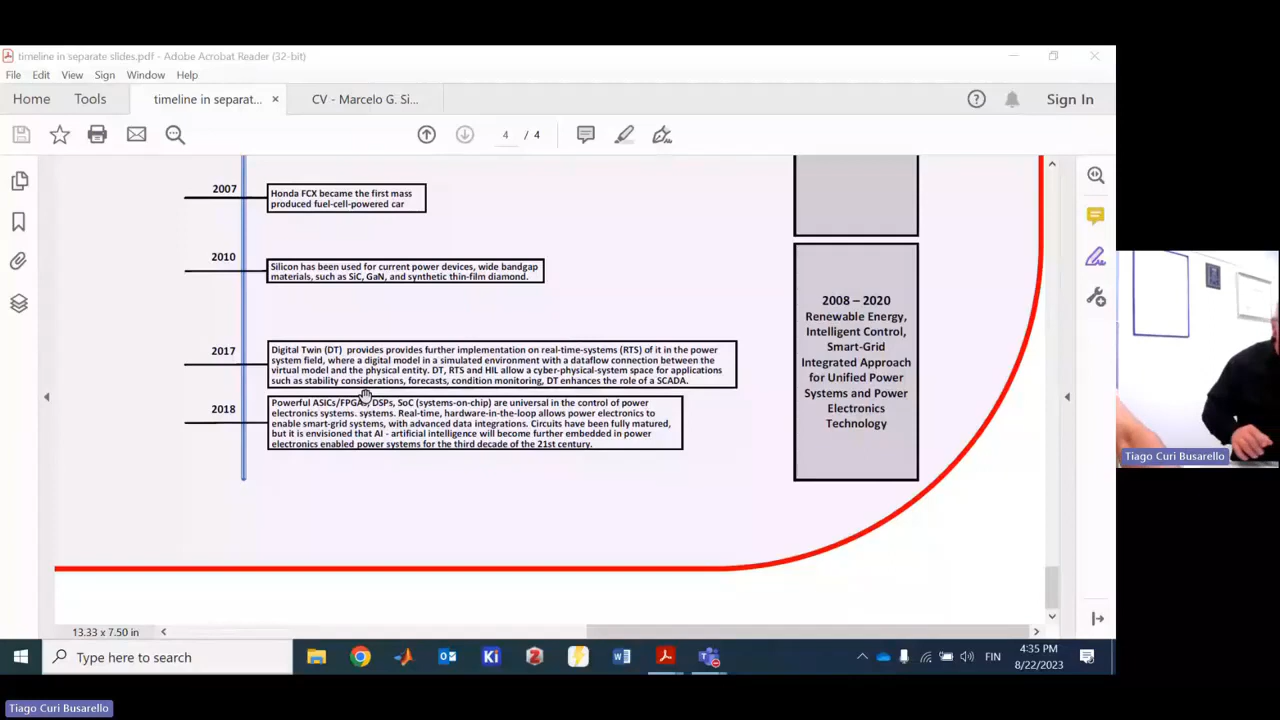 timeline in separate slides.pdf - Adobe Acrobat Reader (32-bit)
File Edit View Sign Window Help
Home Tools timeline in separat... × CV - Marcelo G. Si... Sign In
4 / 4
2007
Honda FCX became the first mass
produced fuel-cell-powered car
2010
Silicon has been used for current power devices, wide bandgap
materials, such as SiC, GaN, and synthetic thin-film diamond.
2017
Digital Twin (DT) provides provides further implementation on real-time-systems (RTS) of it in the power
system field, where a digital model in a simulated environment with a dataflow connection between the
virtual model and the physical entity. DT, RTS and HIL allow a cyber-physical-system space for applications
such as stability considerations, forecasts, condition monitoring, DT enhances the role of a SCADA.
2018
Powerful ASICs/FPGA, DSPs, SoC (systems-on-chip) are universal in the control of power
electronics systems. systems. Real-time, hardware-in-the-loop allows power electronics to
enable smart-grid systems, with advanced data integrations. Circuits have been fully matured,
but it is envisioned that AI - artificial intelligence will become further embedded in power
electronics enabled power systems for the third decade of the 21st century.
2008 – 2020
Renewable Energy,
Intelligent Control,
Smart-Grid
Integrated Approach
for Unified Power
Systems and Power
Electronics
Technology
Tiago Curi Busarello
13.33 x 7.50 in
Type here to search
Ki
FIN
4:35 PM
8/22/2023
Tiago Curi Busarello